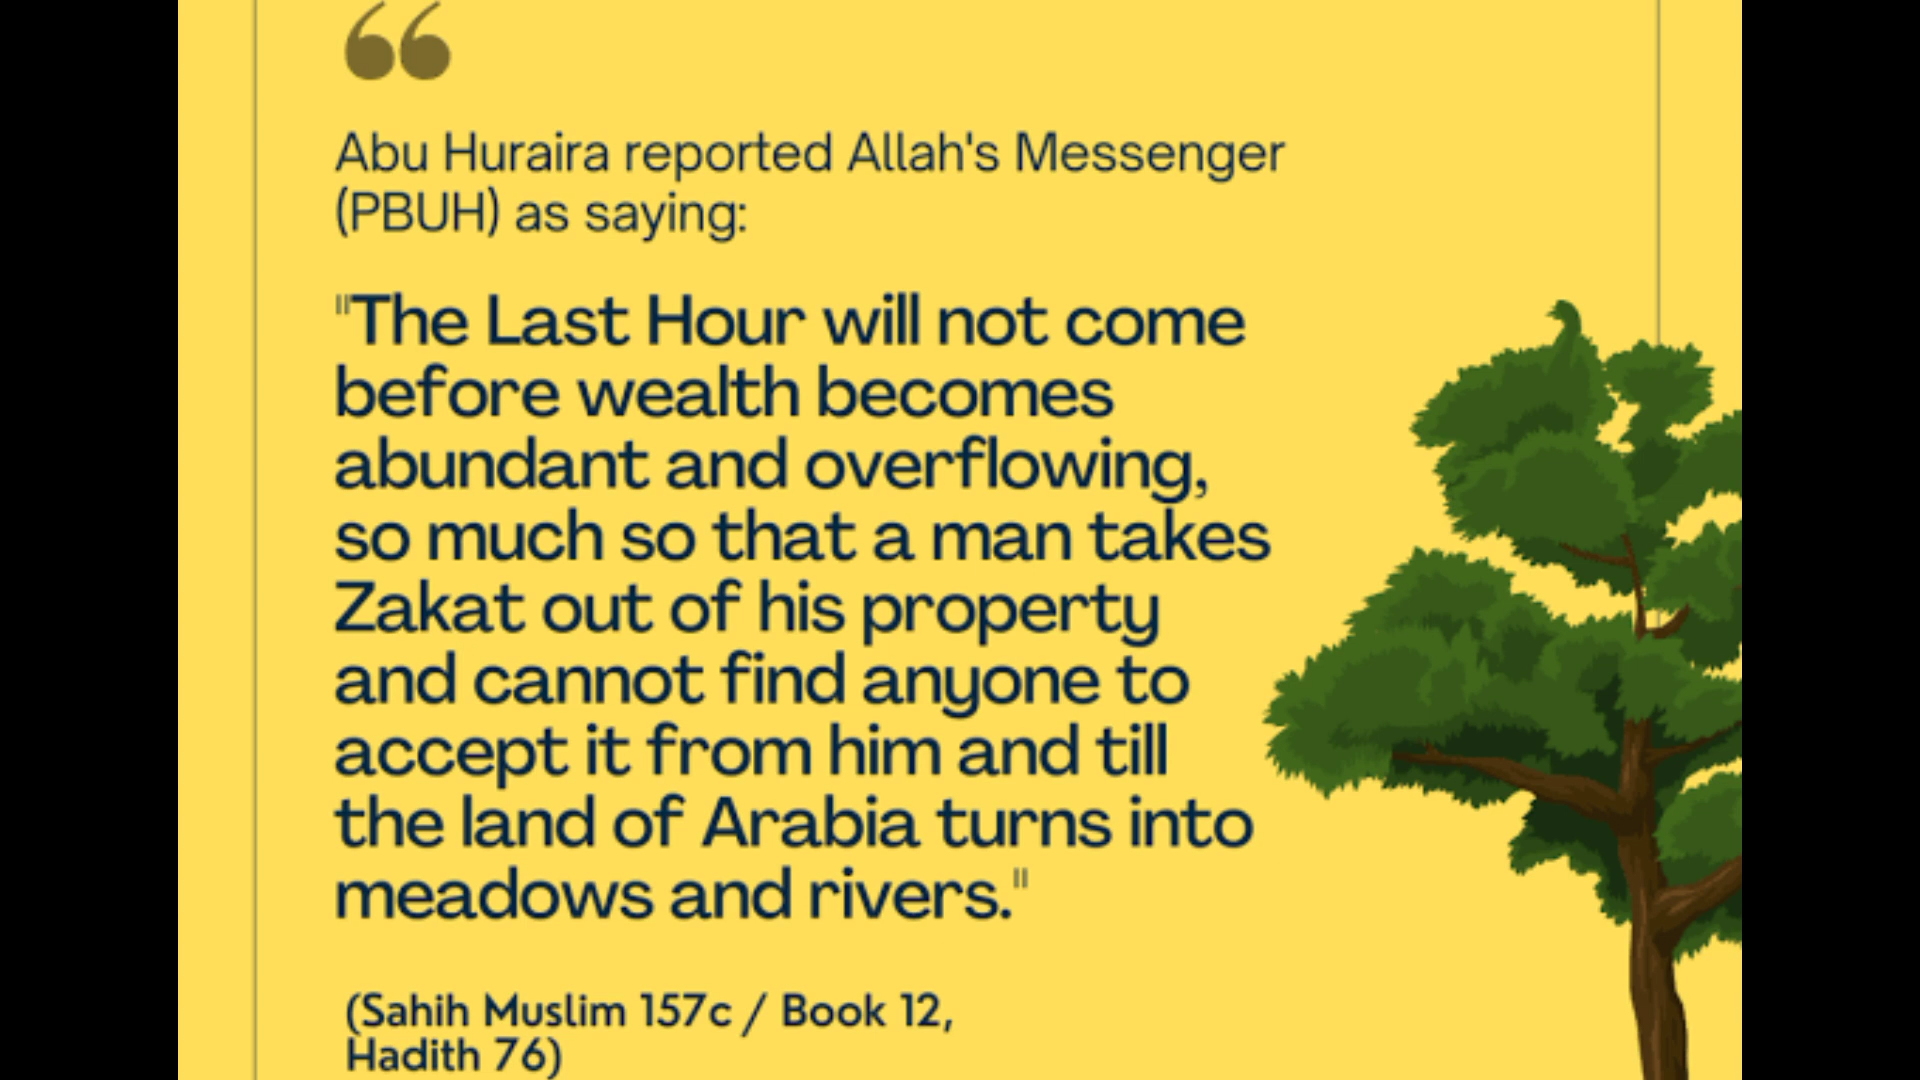 “
Abu Huraira reported Allah's Messenger
(PBUH) as saying:
"The Last Hour will not come
before wealth becomes
abundant and overflowing,
so much so that a man takes
Zakat out of his property
and cannot find anyone to
accept it from him and till
the land of Arabia turns into
meadows and rivers."
(Sahih Muslim 157c / Book 12,
Hadith 76)